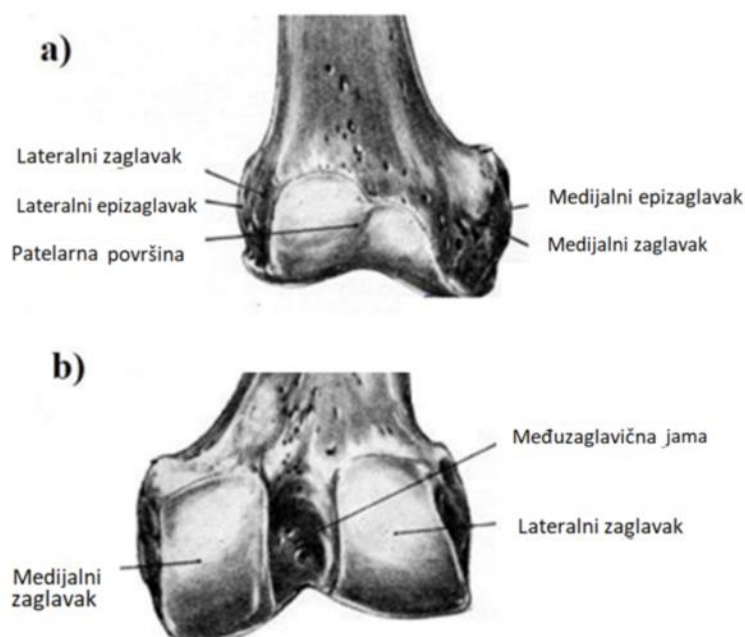 a)
Lateralni zaglavak
Lateralni epizaglavak
Patelarna površina
Medijalni epizaglavak
Medijalni zaglavak
b)
Međuzaglavična jama
Lateralni zaglavak
Medijalni
zaglavak